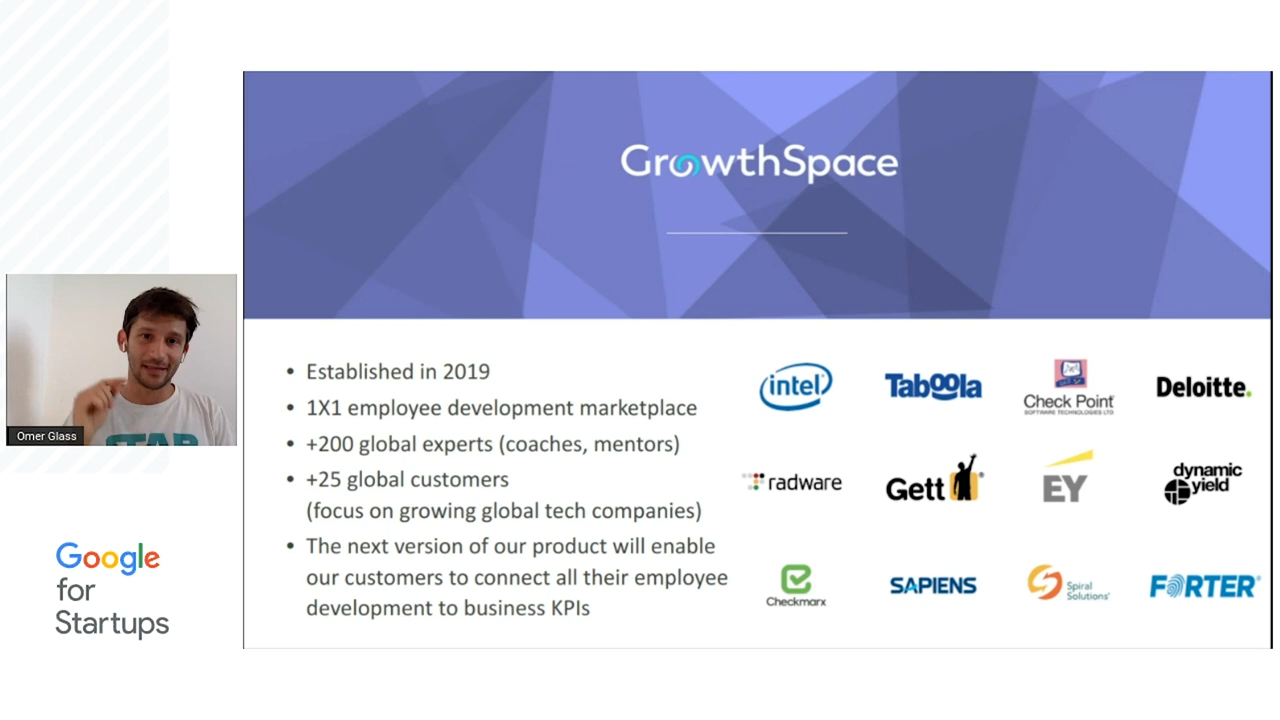 GrowthSpace
• Established in 2019
• 1X1 employee development marketplace
• +200 global experts (coaches, mentors)
• +25 global customers
(focus on growing global tech companies)
• The next version of our product will enable
our customers to connect all their employee
development to business KPIs
intel
Taboola
Check Point
SOFTWARE TECHNOLOGIES LTD
Deloitte.
radware
Gett
EY
dynamic
yield
Checkmarx
SAPIENS
Spiral
Solutions
FORTER
Omer Glass
Google
for
Startups